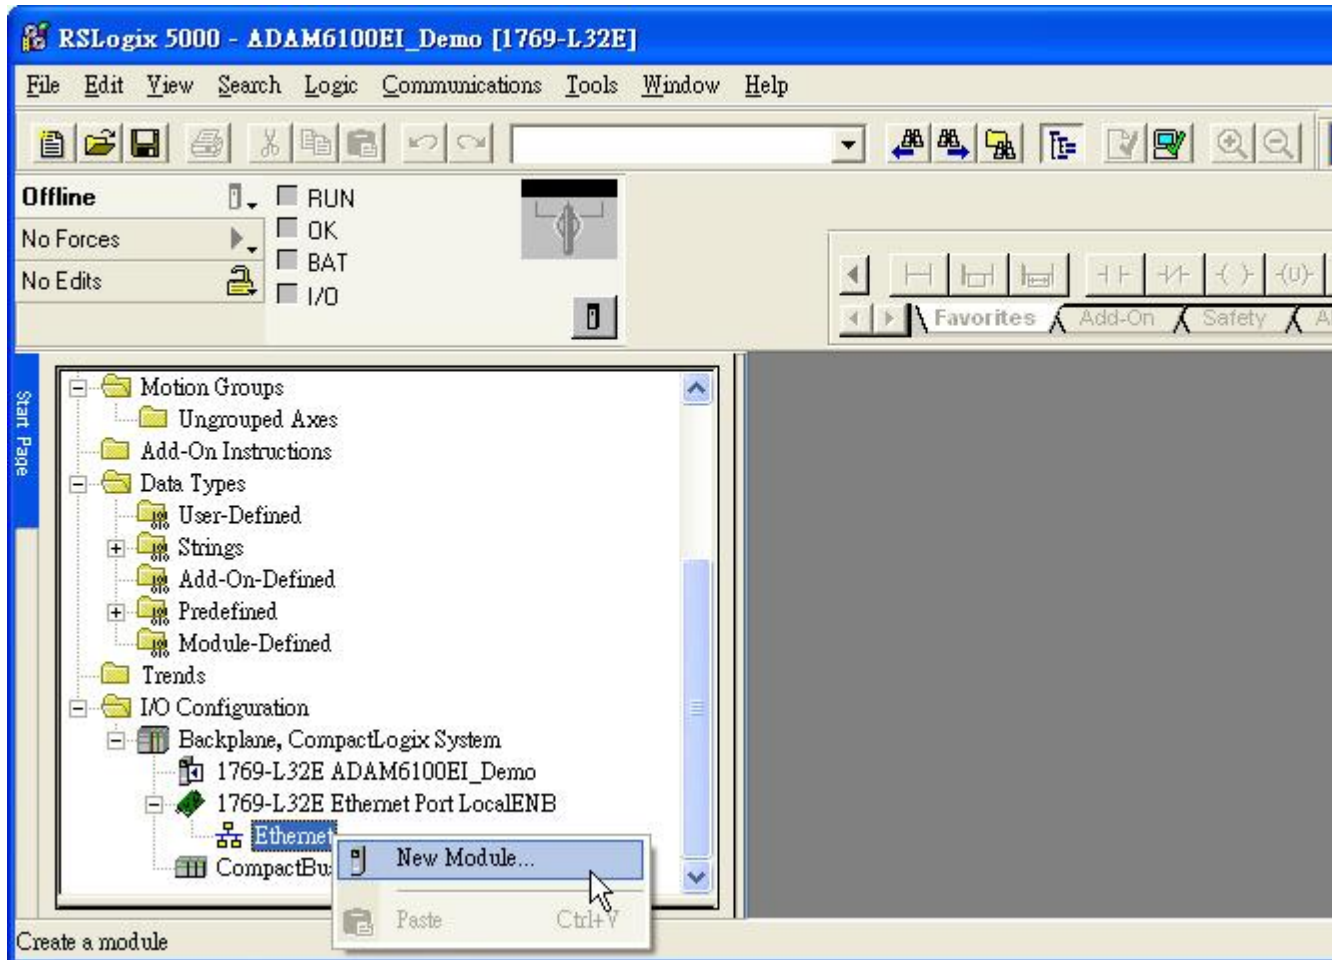 RSLogix 5000 - ADAM6100EI_Demo [1769-L32E]
File Edit View Search Logic Communications Tools Window Help
Offline
RUN
No Forces
OK
BAT
No Edits
I/O
Favorites Add-On Safety A
Start Page
Motion Groups
Ungrouped Axes
Add-On Instructions
Data Types
User-Defined
Strings
Add-On-Defined
Predefined
Module-Defined
Trends
I/O Configuration
Backplane, CompactLogix System
1769-L32E ADAM6100EI_Demo
1769-L32E Ethernet Port LocalENB
Ethernet
New Module...
CompactBu
Paste Ctrl+V
Create a module